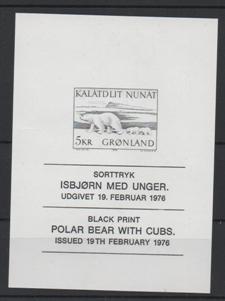 KALÂTDLIT NUNAT
5KR GRØNLAND
SORTTRYK
ISBJØRN MED UNGER.
UDGIVET 19. FEBRUAR 1976
BLACK PRINT
POLAR BEAR WITH CUBS.
ISSUED 19TH FEBRUARY 1976